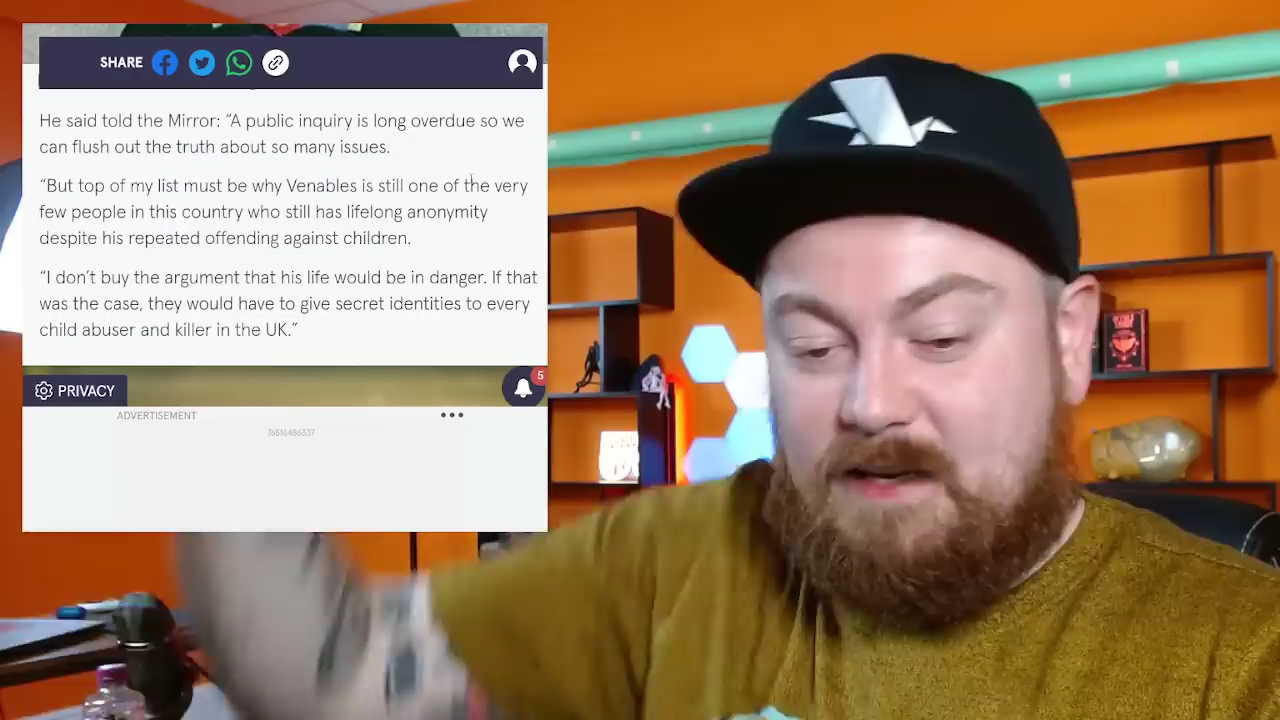 SHARE
He said told the Mirror: “A public inquiry is long overdue so we
can flush out the truth about so many issues.
“But top of my list must be why Venables is still one of the very
few people in this country who still has lifelong anonymity
despite his repeated offending against children.
“I don’t buy the argument that his life would be in danger. If that
was the case, they would have to give secret identities to every
child abuser and killer in the UK.”
PRIVACY
5
ADVERTISEMENT
76516486337